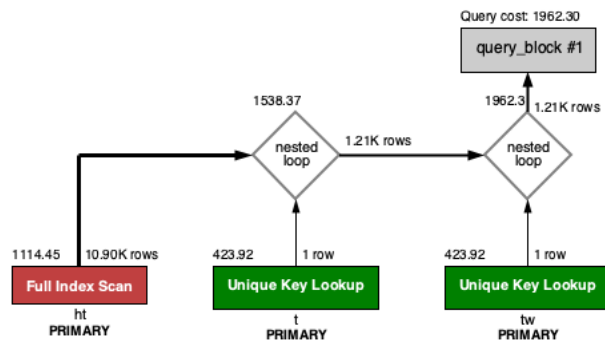 Query cost: 1962.30
query_block #1
1538.37
1962.3
1.21K rows
nested
loop
1.21K rows
nested
loop
1114.45
10.90K rows
423.92
1 row
423.92
1 row
Full Index Scan
Unique Key Lookup
Unique Key Lookup
ht
t
tw
PRIMARY
PRIMARY
PRIMARY